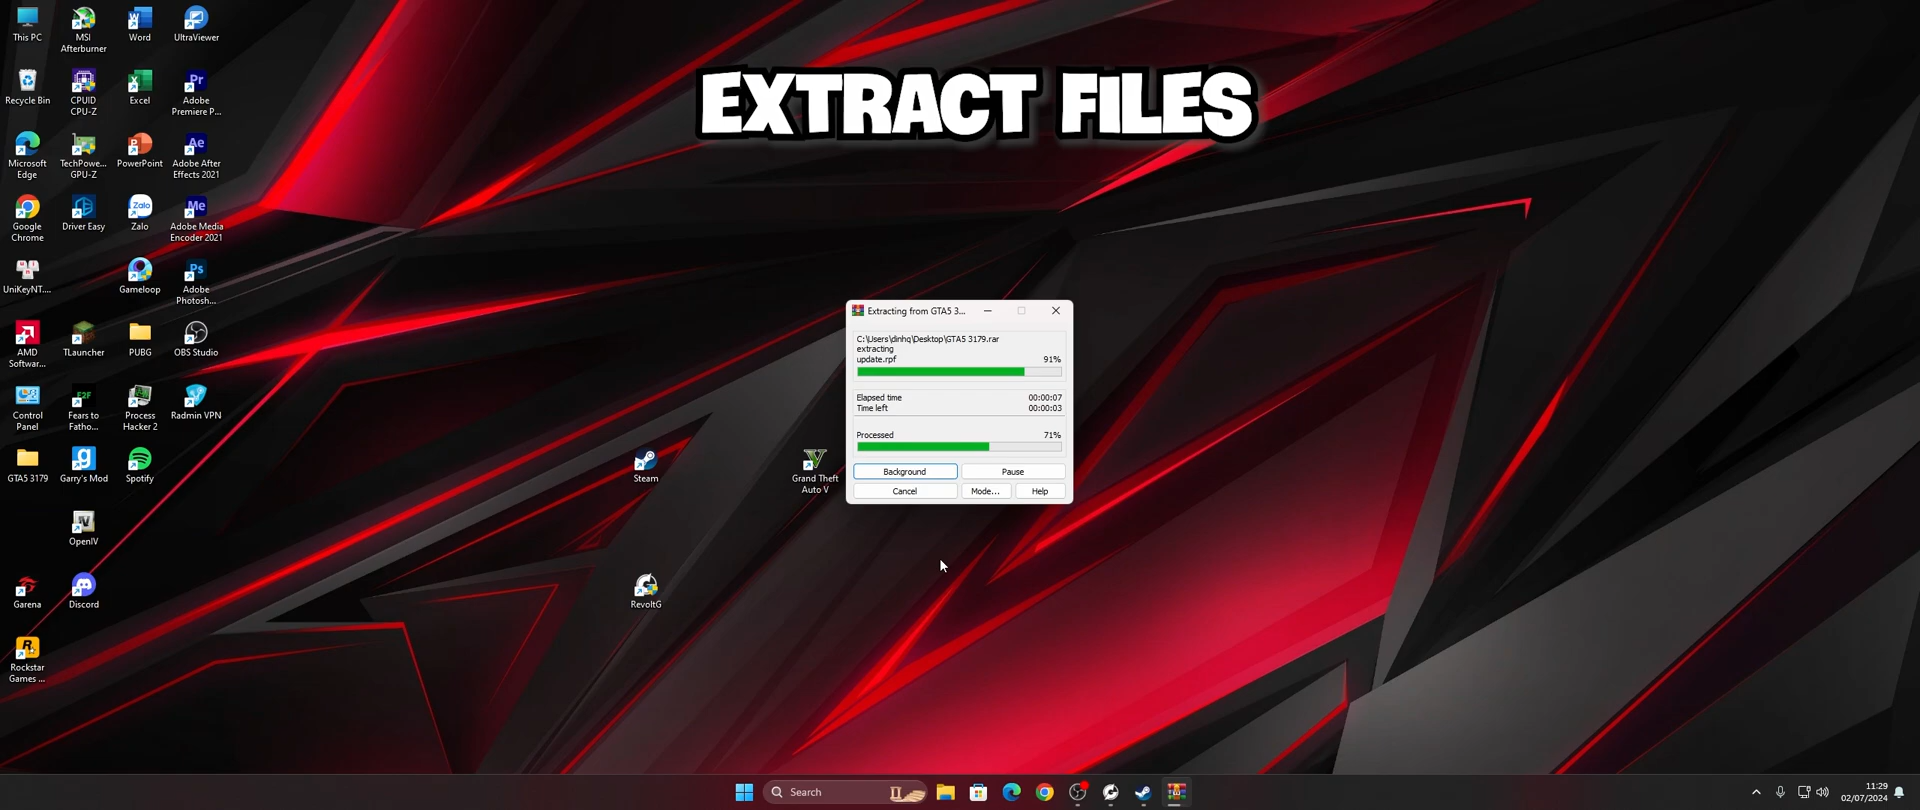 EXTRACT FILES
This PC
MSI
Afterburner
Word
UltraViewer
Recycle Bin
CPUID
CPU-Z
Excel
Adobe
Premiere P...
Microsoft
Edge
TechPowe...
GPU-Z
PowerPoint
Adobe After
Effects 2021
Google
Chrome
Driver Easy
Zalo
Adobe Media
Encoder 2021
UniKeyNT....
Gameloop
Adobe
Photosh...
AMD
Softwar...
TLauncher
PUBG
OBS Studio
Control
Panel
Fears to
Fatho...
Process
Hacker 2
Radmin VPN
GTA5 3179
Garry's Mod
Spotify
OpenIV
Garena
Discord
Rockstar
Games ...
Steam
Grand Theft
Auto V
RevoltG
Extracting from GTA5 3...
C:\Users\dinhq\Desktop\GTA5 3179.rar
extracting
update.rpf 91%
Elapsed time 00:00:07
Time left 00:00:03
Processed 71%
Background Pause
Cancel Mode... Help
Search
11:29
02/07/2024